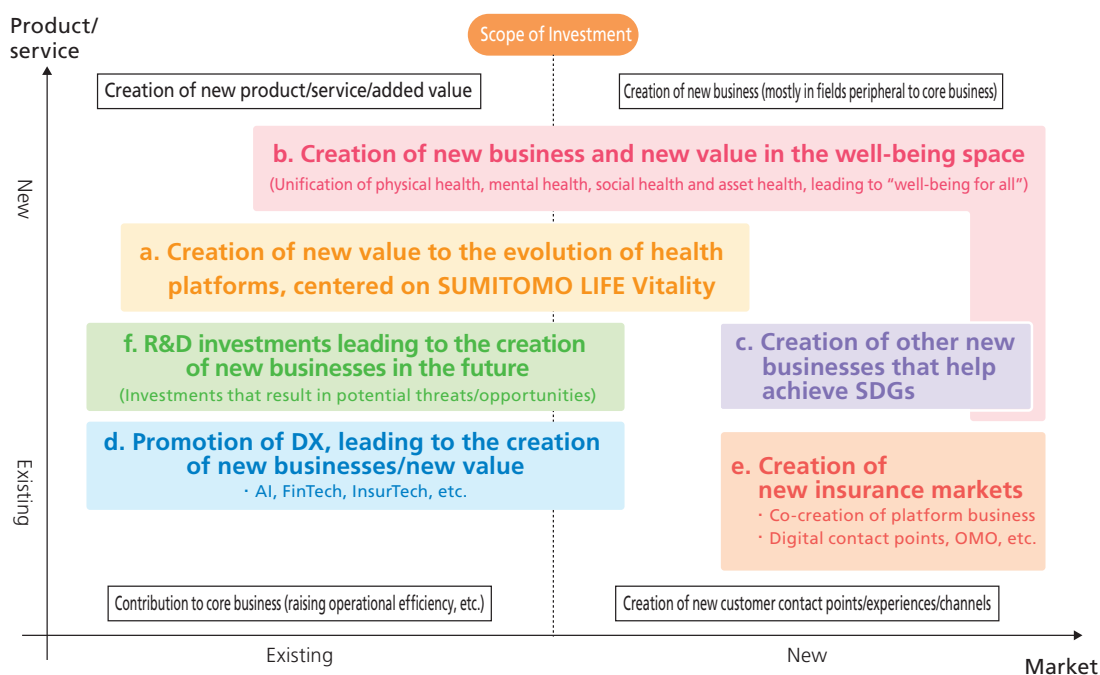 Product/
service
Scope of Investment
Creation of new product/service/added value
Creation of new business (mostly in fields peripheral to core business)
b. Creation of new business and new value in the well-being space
(Unification of physical health, mental health, social health and asset health, leading to “well-being for all”)
New
a. Creation of new value to the evolution of health
platforms, centered on SUMITOMO LIFE Vitality
f. R&D investments leading to the creation
of new businesses in the future
(Investments that result in potential threats/opportunities)
c. Creation of other new
businesses that help
achieve SDGs
d. Promotion of DX, leading to the creation
of new businesses/new value
・AI, FinTech, InsurTech, etc.
Existing
e. Creation of
new insurance markets
・Co-creation of platform business
・Digital contact points, OMO, etc.
Contribution to core business (raising operational efficiency, etc.)
Creation of new customer contact points/experiences/channels
Existing
New
Market